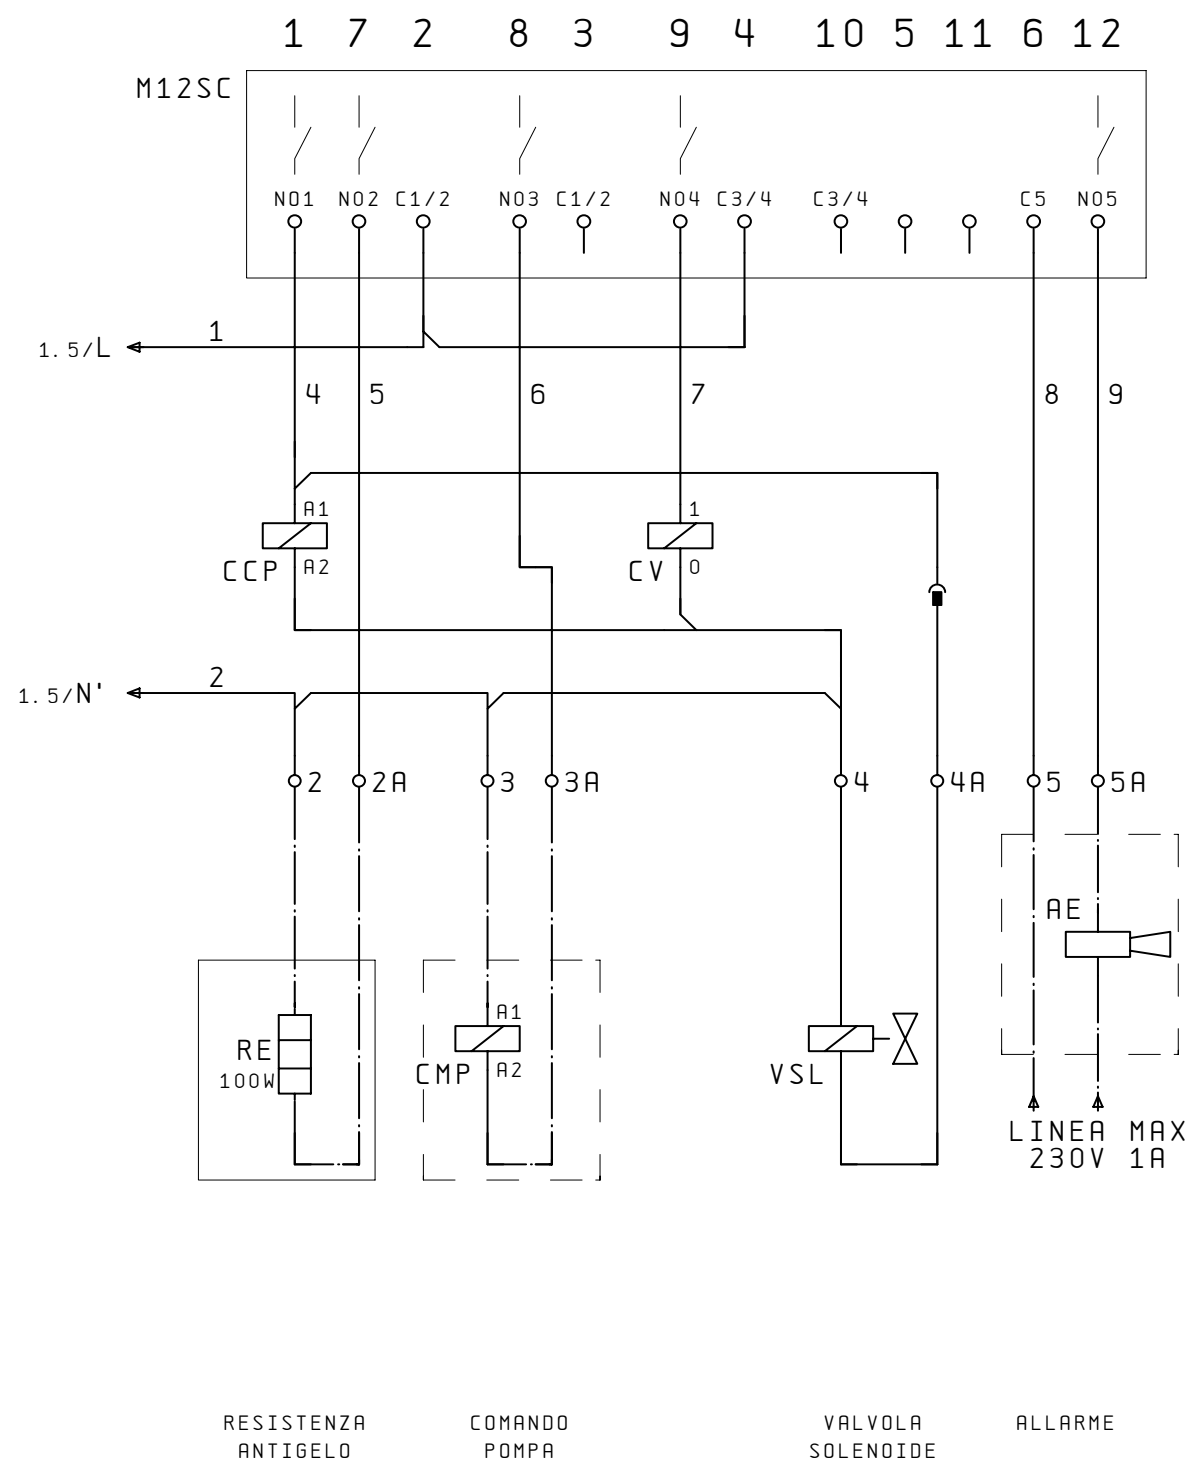 1 7 2 8 3 9 4 10 5 11 6 12
M12SC
NO1 NO2 C1/2 NO3 C1/2 NO4 C3/4 C3/4 C5 NO5
1
1.5/L
4 5 6 7 8 9
A1 1
CCP A2 CV 0
2
1.5/N'
2 2A 3 3A 4 4A 5 5A
AE
A1
RE
100W
CMP A2 VSL
LINEA MAX
230V 1A
RESISTENZA COMANDO VALVOLA ALLARME
ANTIGELO POMPA SOLENOIDE